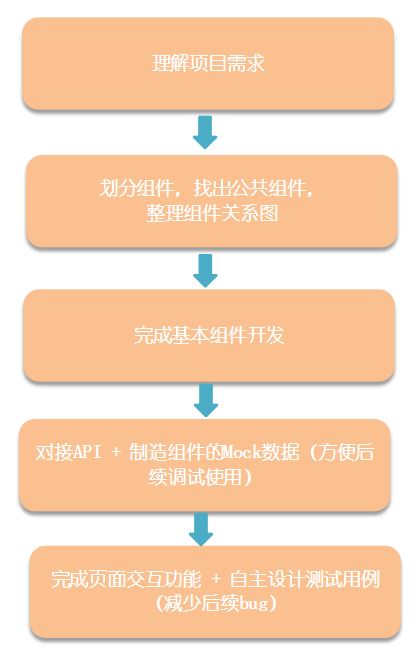 理解项目需求
划分组件，找出公共组件，
整理组件关系图
完成基本组件开发
对接API + 制造组件的Mock数据（方便后
续调试使用）
完成页面交互功能 + 自主设计测试用例
（减少后续bug）